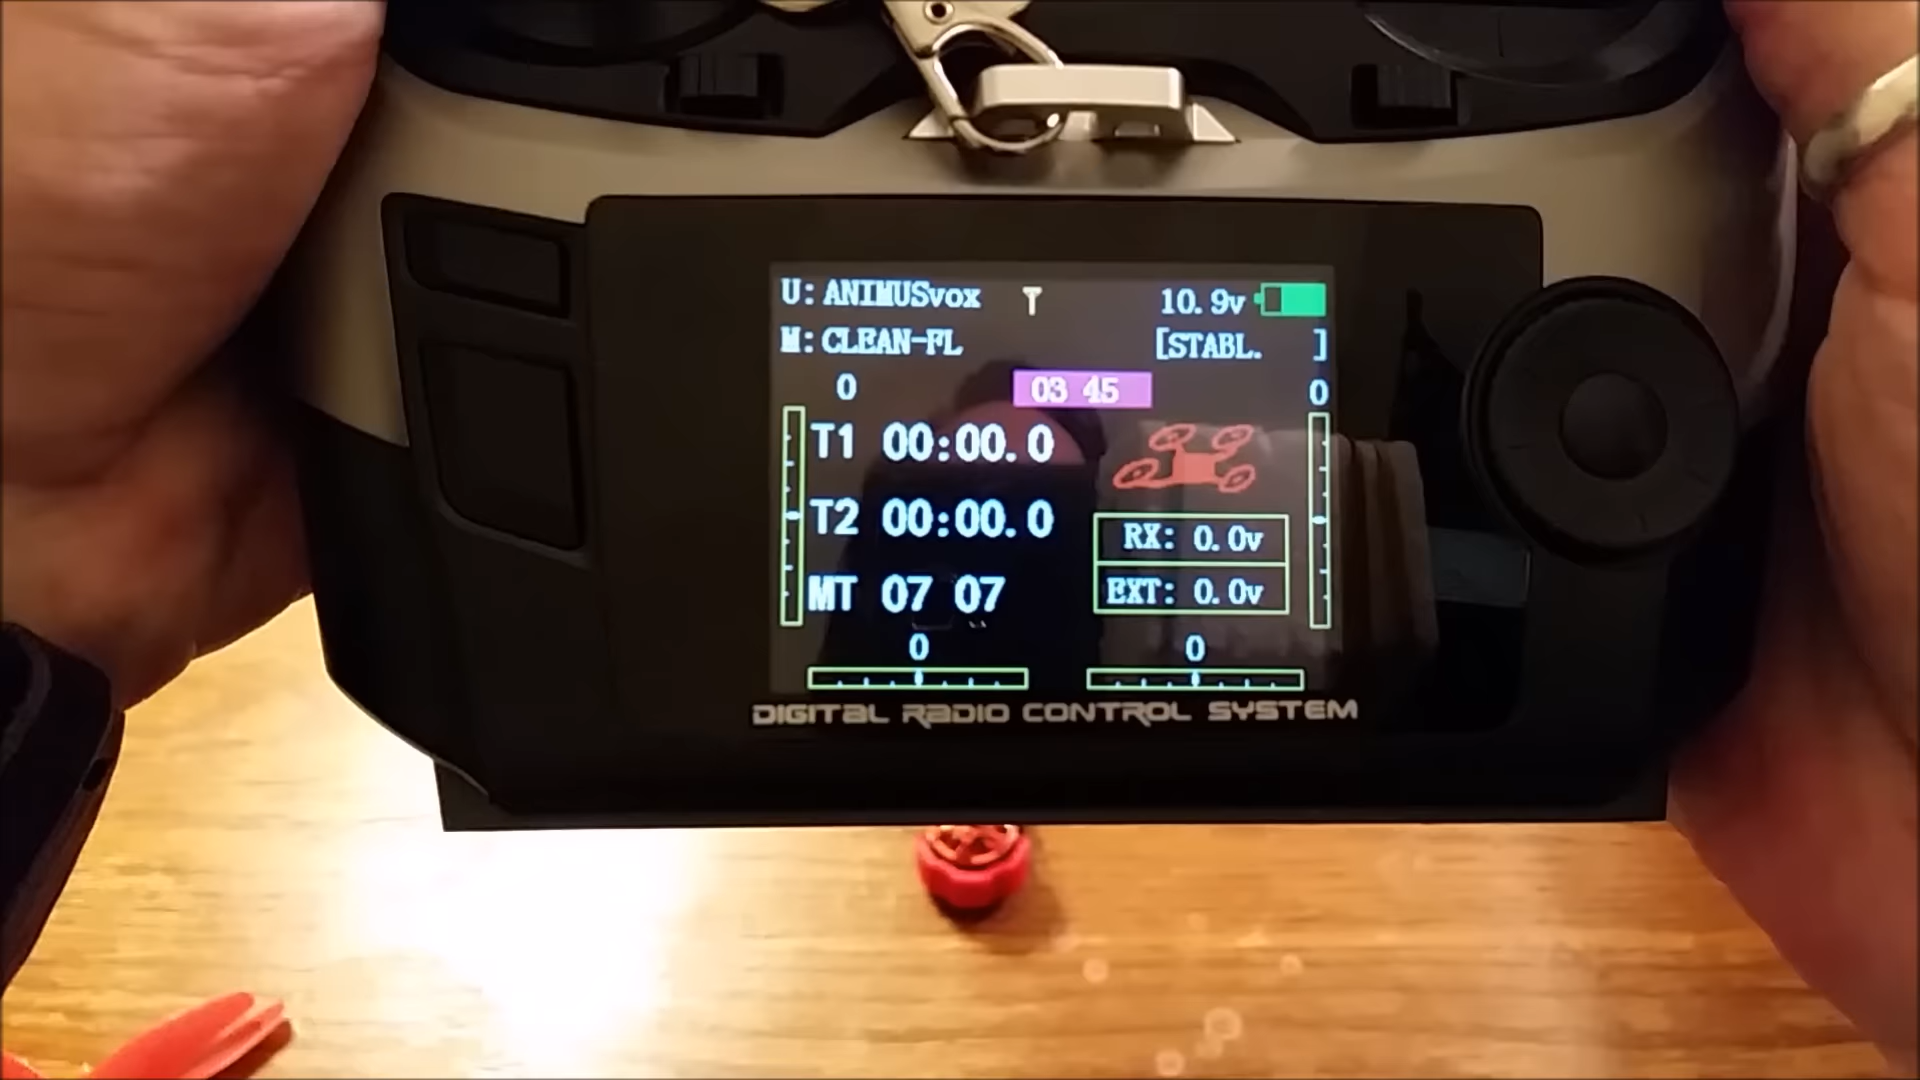 U: ANIMUSvox 10.9v
M: CLEAN-FL [STABL. ]
0 03 45 0
T1 00:00.0
T2 00:00.0
RX: 0.0v
MT 07 07 EXT: 0.0v
0 0
DIGITAL RADIO CONTROL SYSTEM